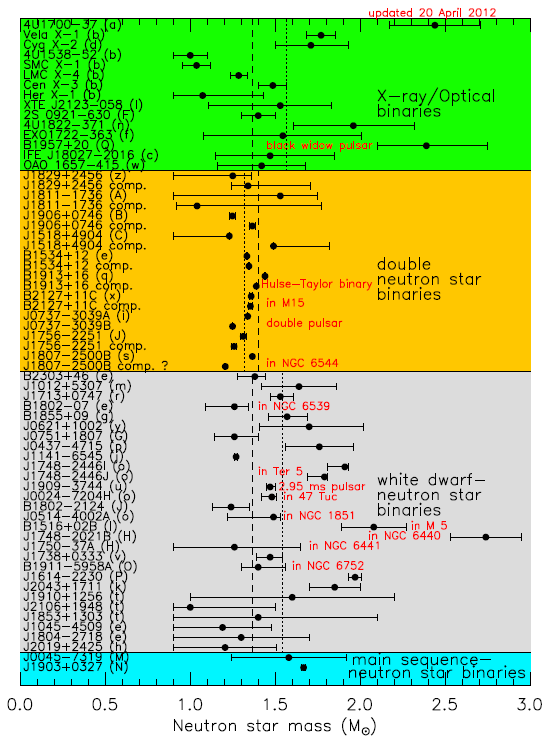 updated 20 April 2012
4U1700-37 (a)
Vela X-1 (b)
Cyg X-2 (d)
4U1538-52 (b)
SMC X-1 (b)
LMC X-4 (b)
Cen X-3 (b)
Her X-1 (b)
XTE J2123-058 (l)
2S 0921-630 (F)
4U1822-371 (n)
EXO1722-363 (f)
B1957+20 (Q) black widow pulsar
IFE J18027-2016 (c)
OAO 1657-415 (w)
X-ray/Optical
binaries
J1829+2456 (z)
J1829+2456 comp.
J1811-1736 (A)
J1811-1736 comp.
J1906+0746 (B)
J1906+0746 comp.
J1518+4904 (C)
J1518+4904 comp.
B1534+12 (e)
B1534+12 comp.
B1913+16 (q)
B1913+16 comp. Hulse-Taylor binary
B2127+11C (x)
B2127+11C comp. in M15
J0737-3039A (i)
J0737-3039B double pulsar
J1756-2251 (J)
J1756-2251 comp.
J1807-2500B (s)
J1807-2500B comp. ? in NGC 6544
double
neutron star
binaries
B2303+46 (e)
J1012+5307 (m)
J1713+0747 (r)
B1802-07 (e) in NGC 6539
B1855+09 (g)
J0621+1002 (y)
J0751+1807 (G)
J0437-4715 (p)
J1141-6545 (j)
J1748-2446I (o) in Ter 5
J1748-2446J (o)
J1909-3744 (u) 2.95 ms pulsar
J0024-7204H (o) in 47 Tuc
B1802-2124 (J)
J0514-4002A (o) in NGC 1851
B1516+02B (I) in M 5
J1748-2021B (H) in NGC 6440
J1750-37A (H) in NGC 6441
J1738+0333 (v)
B1911-5958A (O) in NGC 6752
J1614-2230 (P)
J2043+1711 (k)
J1910+1256 (t)
J2106+1948 (t)
J1853+1303 (t)
J1045-4509 (e)
J1804-2718 (e)
J2019+2425 (h)
white dwarf-
neutron star
binaries
J0045-7319 (M)
J1903+0327 (N)
main sequence-
neutron star binaries
0.0 0.5 1.0 1.5 2.0 2.5 3.0
Neutron star mass (M☉)